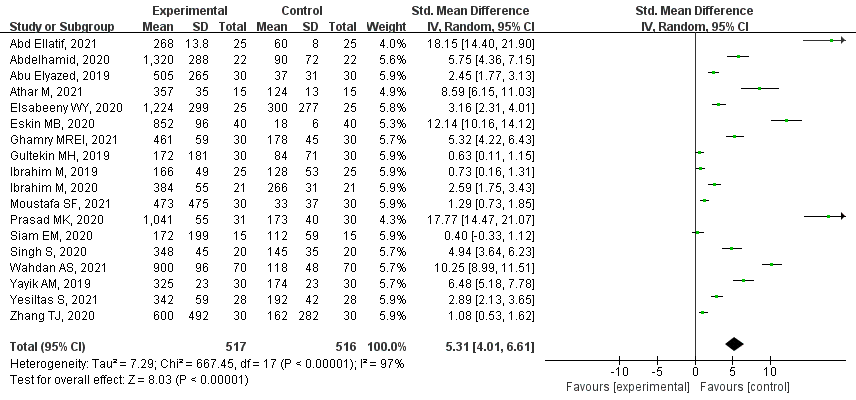 Experimental Control Std. Mean Difference Std. Mean Difference
Study or Subgroup Mean SD Total Mean SD Total Weight IV, Random, 95% CI IV, Random, 95% CI
Abd Ellatif, 2021 268 13.8 25 60 8 25 4.0% 18.15 [14.40, 21.90]
Abdelhamid, 2020 1,320 288 22 90 72 22 5.6% 5.75 [4.36, 7.15]
Abu Elyazed, 2019 505 265 30 37 31 30 5.9% 2.45 [1.77, 3.13]
Athar M, 2021 357 35 15 124 13 15 5.0% 8.59 [6.15, 11.03]
Elsabeeny WY, 2020 1,224 299 25 300 277 25 5.8% 3.16 [2.31, 4.01]
Eskin MB, 2020 852 96 40 18 6 40 5.3% 12.14 [10.16, 14.12]
Ghamry MREl, 2021 461 59 30 178 45 30 5.7% 5.32 [4.22, 6.43]
Gultekin MH, 2019 172 181 30 84 71 30 5.9% 0.63 [0.11, 1.15]
Ibrahim M, 2019 166 49 25 128 53 25 5.9% 0.73 [0.16, 1.31]
Ibrahim M, 2020 384 55 21 266 31 21 5.8% 2.59 [1.75, 3.43]
Moustafa SF, 2021 473 475 30 33 37 30 5.9% 1.29 [0.73, 1.85]
Prasad MK, 2020 1,041 55 31 173 40 30 4.3% 17.77 [14.47, 21.07]
Siam EM, 2020 172 199 15 112 59 15 5.9% 0.40 [-0.33, 1.12]
Singh S, 2020 348 45 20 145 35 20 5.6% 4.94 [3.64, 6.23]
Wahdan AS, 2021 900 96 70 118 48 70 5.7% 10.25 [8.99, 11.51]
Yayik AM, 2019 325 23 30 174 23 30 5.6% 6.48 [5.18, 7.78]
Yesiltas S, 2021 342 59 28 192 42 28 5.9% 2.89 [2.13, 3.65]
Zhang TJ, 2020 600 492 30 162 282 30 5.9% 1.08 [0.53, 1.62]
Total (95% CI) 517 516 100.0% 5.31 [4.01, 6.61]
Heterogeneity: Tau² = 7.29; Chi² = 667.45, df = 17 (P < 0.00001); I² = 97%
Test for overall effect: Z = 8.03 (P < 0.00001)
-10 -5 0 5 10
Favours [experimental] Favours [control]